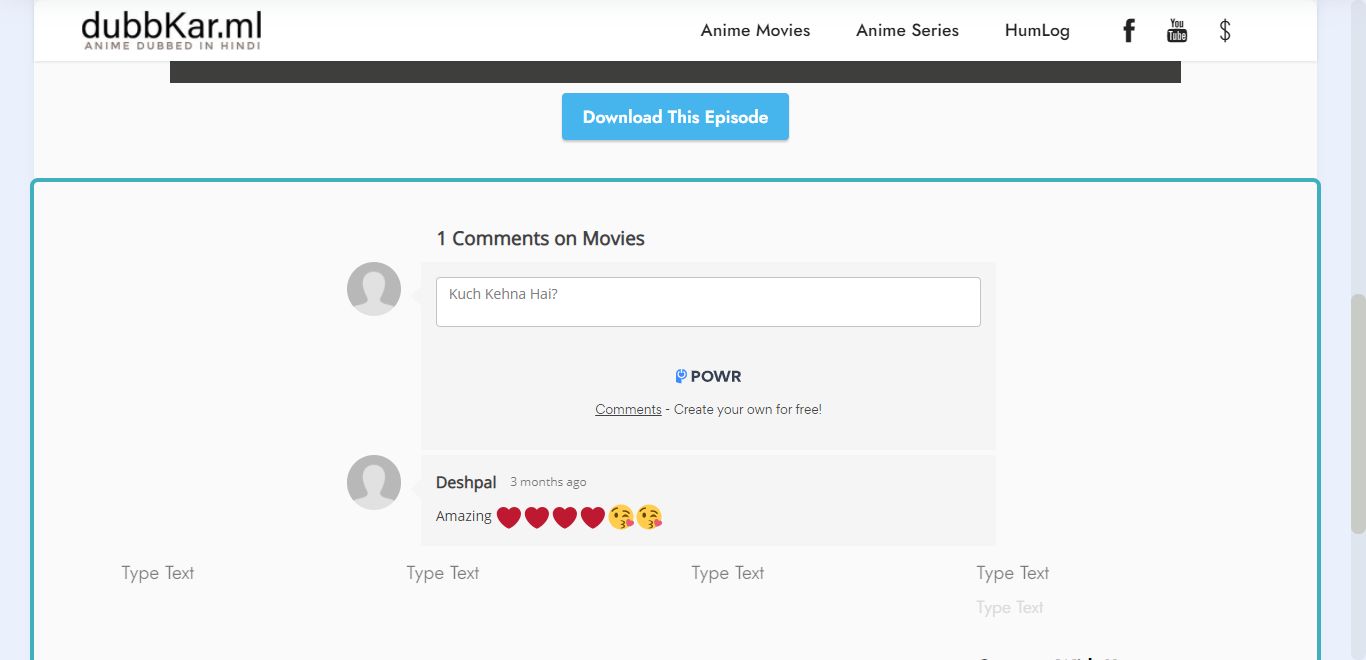 dubbKar.ml
ANIME DUBBED IN HINDI
Anime Movies Anime Series HumLog You Tube $
Download This Episode
1 Comments on Movies
Kuch Kehna Hai?
POWR
Comments - Create your own for free!
Deshpal 3 months ago
Amazing ❤❤❤❤😘😘
Type Text Type Text Type Text Type Text
Type Text